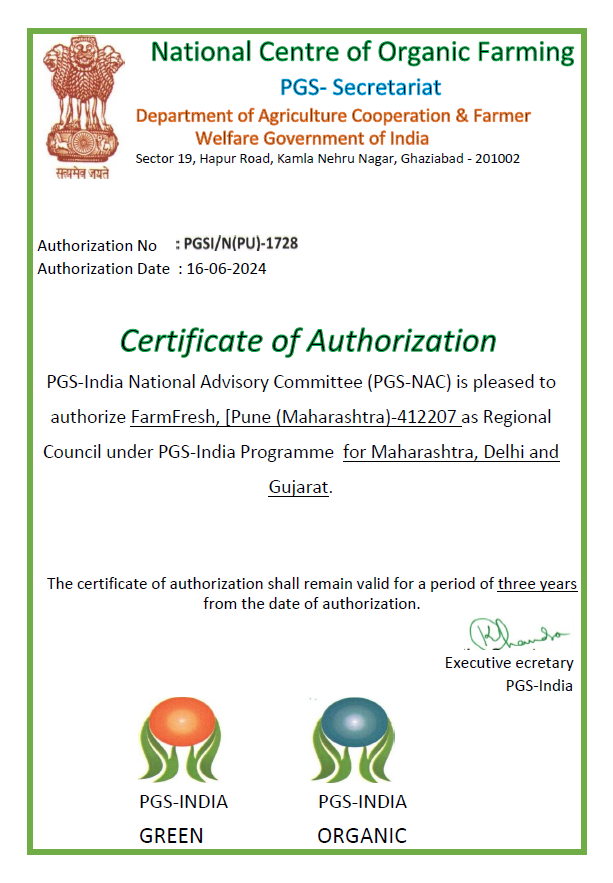 National Centre of Organic Farming
PGS- Secretariat
Department of Agriculture Cooperation & Farmer
Welfare Government of India
Sector 19, Hapur Road, Kamla Nehru Nagar, Ghaziabad - 201002
सत्यमेव जयते
Authorization No : PGSI/N(PU)-1728
Authorization Date : 16-06-2024
Certificate of Authorization
PGS-India National Advisory Committee (PGS-NAC) is pleased to
authorize FarmFresh, [Pune (Maharashtra)-412207 as Regional
Council under PGS-India Programme for Maharashtra, Delhi and
Gujarat.
The certificate of authorization shall remain valid for a period of three years
from the date of authorization.
Executive ecretary
PGS-India
PGS-INDIA PGS-INDIA
GREEN ORGANIC